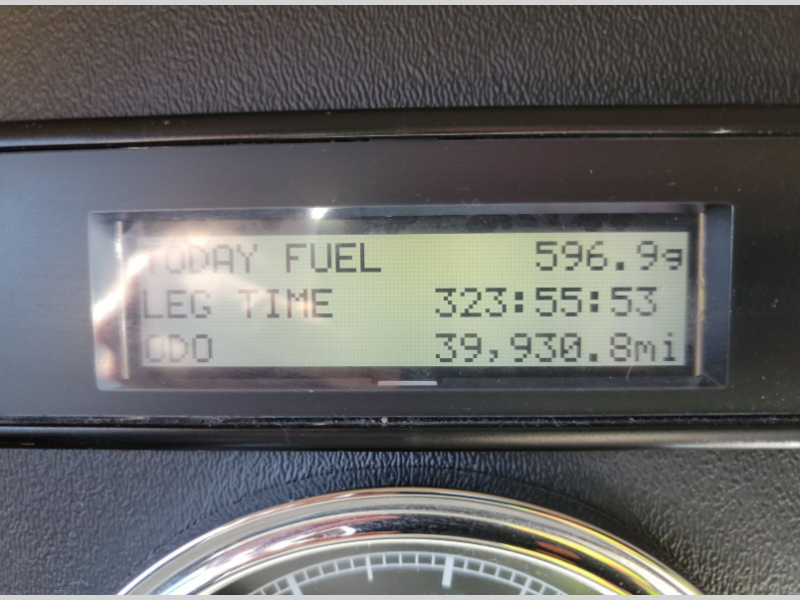 TODAY FUEL 596.9g
LEG TIME 323:55:53
ODO 39,930.8mi